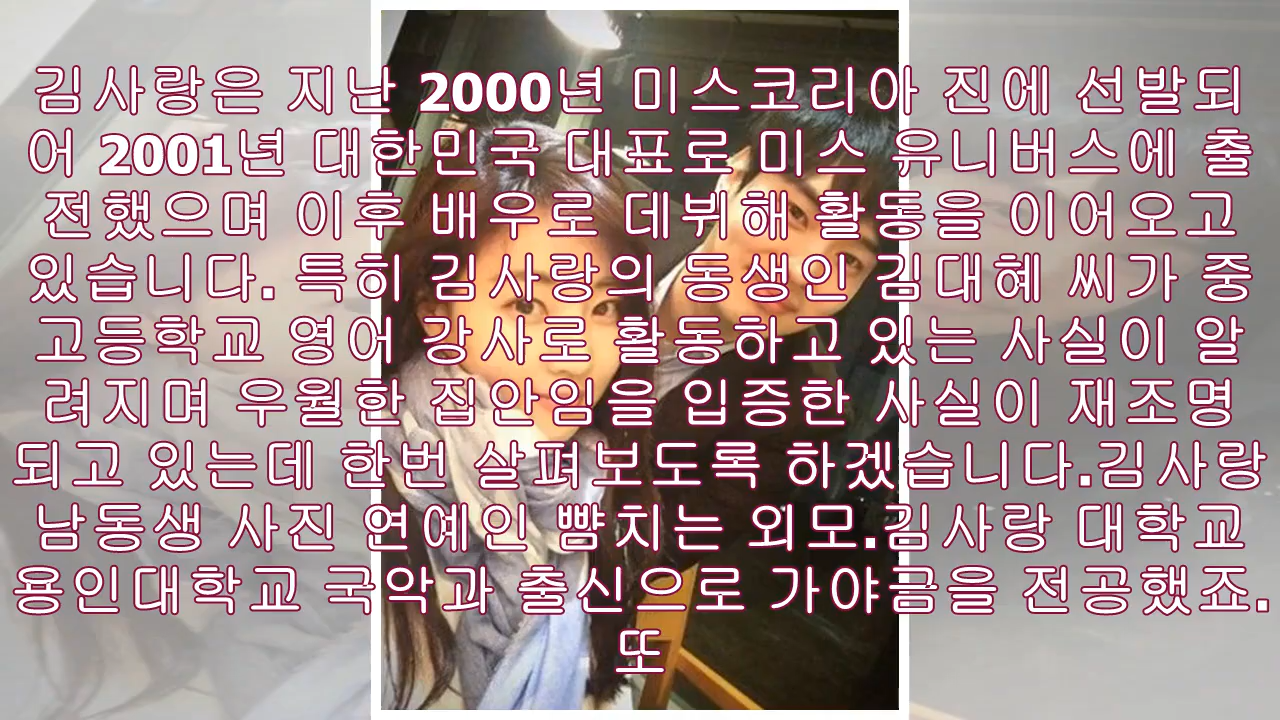 김사랑은 지난 2000년 미스코리아 진에 선발되
어 2001년 대한민국 대표로 미스 유니버스에 출
전했으며 이후 배우로 데뷔해 활동을 이어오고
있습니다. 특히 김사랑의 동생인 김대혜 씨가 중
고등학교 영어 강사로 활동하고 있는 사실이 알
려지며 우월한 집안임을 입증한 사실이 재조명
되고 있는데 한번 살펴보도록 하겠습니다.김사랑
남동생 사진 연예인 뺨치는 외모.김사랑 대학교
용인대학교 국악과 출신으로 가야금을 전공했죠.
또